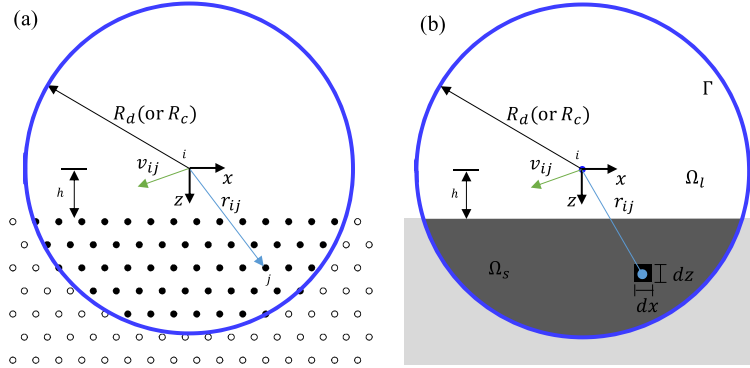 (a)
R_d(or R_c)
i
v_ij
x
h
z
r_ij
j
(b)
Γ
R_d(or R_c)
i
v_ij
x
h
z
r_ij
Ω_l
Ω_s
dz
dx